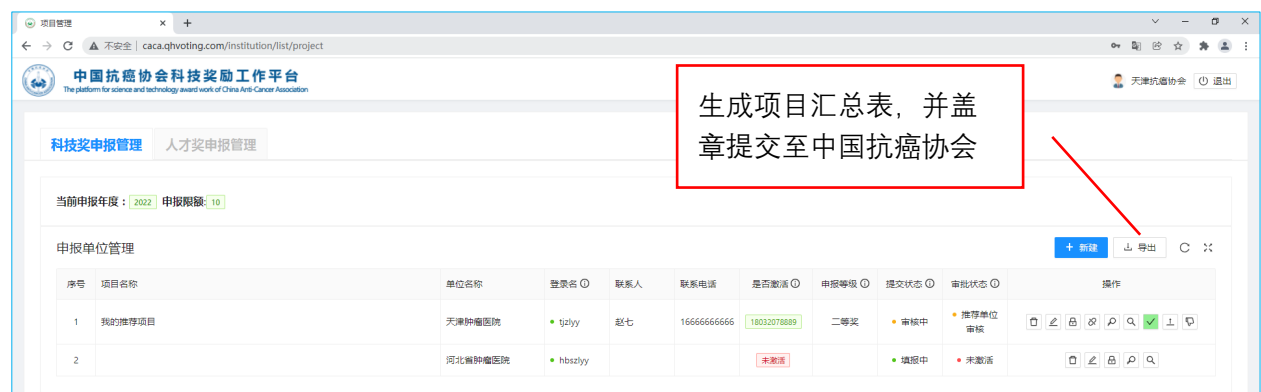 项目管理
不安全 | caca.qhvoting.com/institution/list/project
中国抗癌协会科技奖励工作平台
The platform for science and technology award work of China Anti-Cancer Association
天津抗癌协会 退出
生成项目汇总表，并盖
章提交至中国抗癌协会
科技奖申报管理 人才奖申报管理
当前申报年度： 2022 申报限额: 10
申报单位管理
+ 新建 导出
序号 项目名称 单位名称 登录名 联系人 联系电话 是否激活 申报等级 提交状态 审批状态 操作
1 我的推荐项目 天津肿瘤医院 tjzlyy 赵七 16666666666 18032078889 二等奖 审核中 推荐单位
审核
2 河北省肿瘤医院 hbszlyy 未激活 填报中 未激活